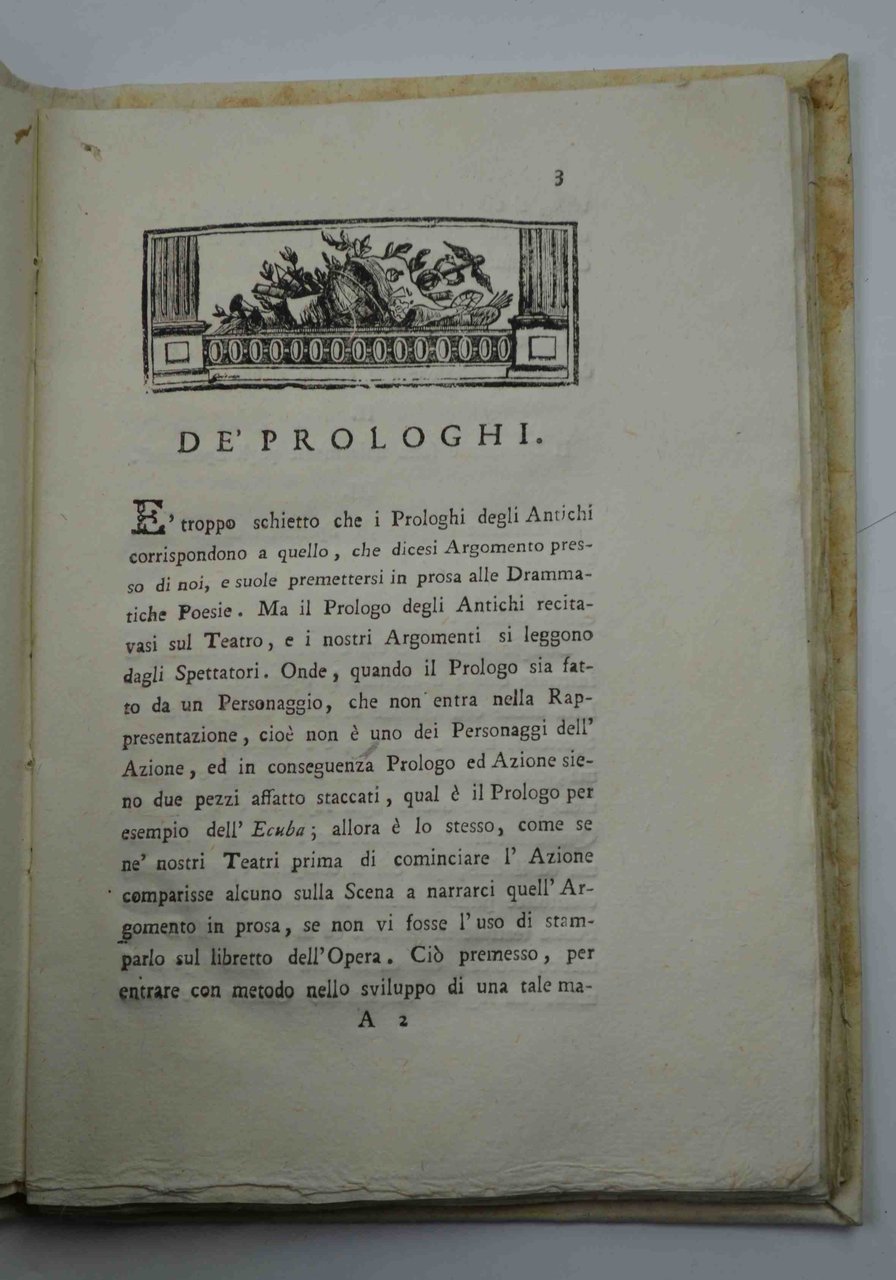 3
DE' PROLOGHI.
E' troppo schietto che i Prologhi degli Antichi
corrispondono a quello, che dicesi Argomento pres-
so di noi, e suole premettersi in prosa alle Dramma-
tiche Poesie. Ma il Prologo degli Antichi recita-
vasi sul Teatro, e i nostri Argomenti si leggono
dagli Spettatori. Onde, quando il Prologo sia fat-
to da un Personaggio, che non entra nella Rap-
presentazione, cioè non è uno dei Personaggi dell'
Azione, ed in conseguenza Prologo ed Azione sie-
no due pezzi affatto staccati, qual è il Prologo per
esempio dell' Ecuba; allora è lo stesso, come se
ne' nostri Teatri prima di cominciare l' Azione
comparisse alcuno sulla Scena a narrarci quell' Ar-
gomento in prosa, se non vi fosse l'uso di stam-
parlo sul libretto dell'Opera. Ciò premesso, per
entrare con metodo nello sviluppo di una tale ma-
A 2